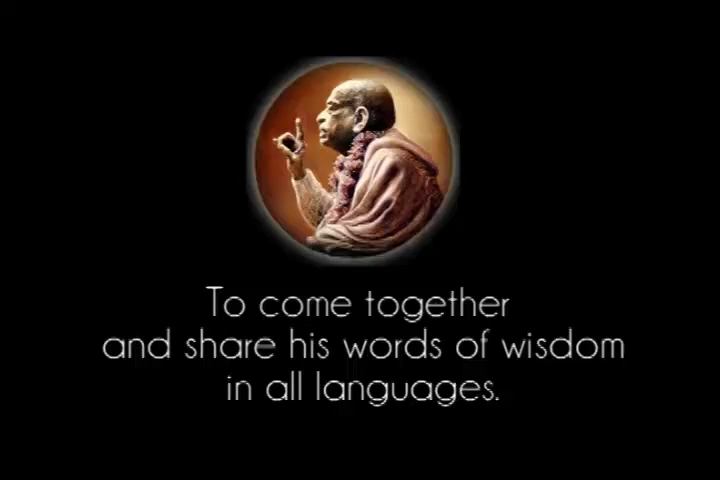 To come together
and share his words of wisdom
in all languages.